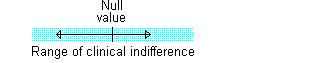 Null
value
Range of clinical indifference